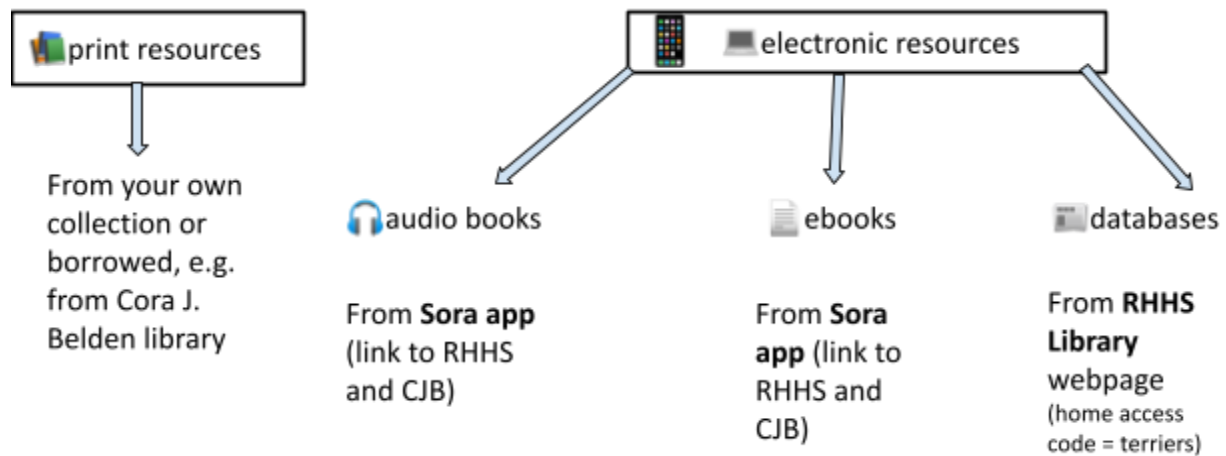 print resources
electronic resources
From your own
collection or
borrowed, e.g.
from Cora J.
Belden library
audio books
From Sora app
(link to RHHS
and CJB)
ebooks
From Sora
app (link to
RHHS and
CJB)
databases
From RHHS
Library
webpage
(home access
code = terriers)